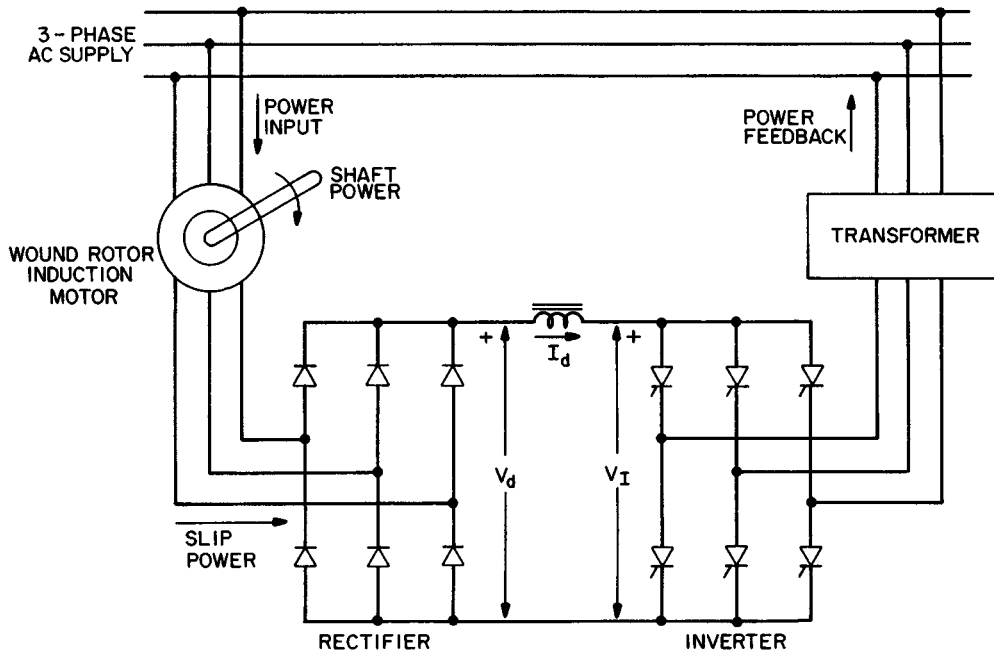 3-PHASE
AC SUPPLY
POWER
INPUT
POWER
FEEDBACK
SHAFT
POWER
WOUND ROTOR
INDUCTION
MOTOR
TRANSFORMER
+
I_d
+
V_d
V_I
SLIP
POWER
RECTIFIER
INVERTER